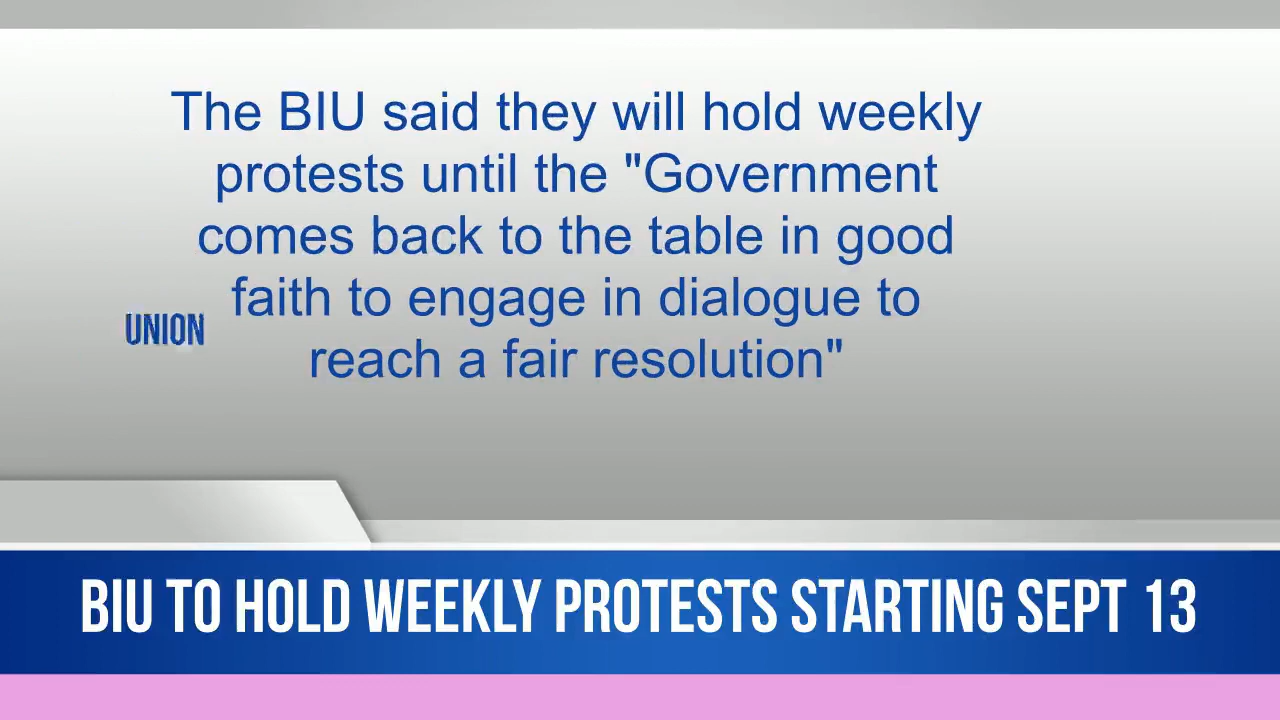 The BIU said they will hold weekly
protests until the "Government
comes back to the table in good
faith to engage in dialogue to
UNION
reach a fair resolution"
BIU TO HOLD WEEKLY PROTESTS STARTING SEPT 13